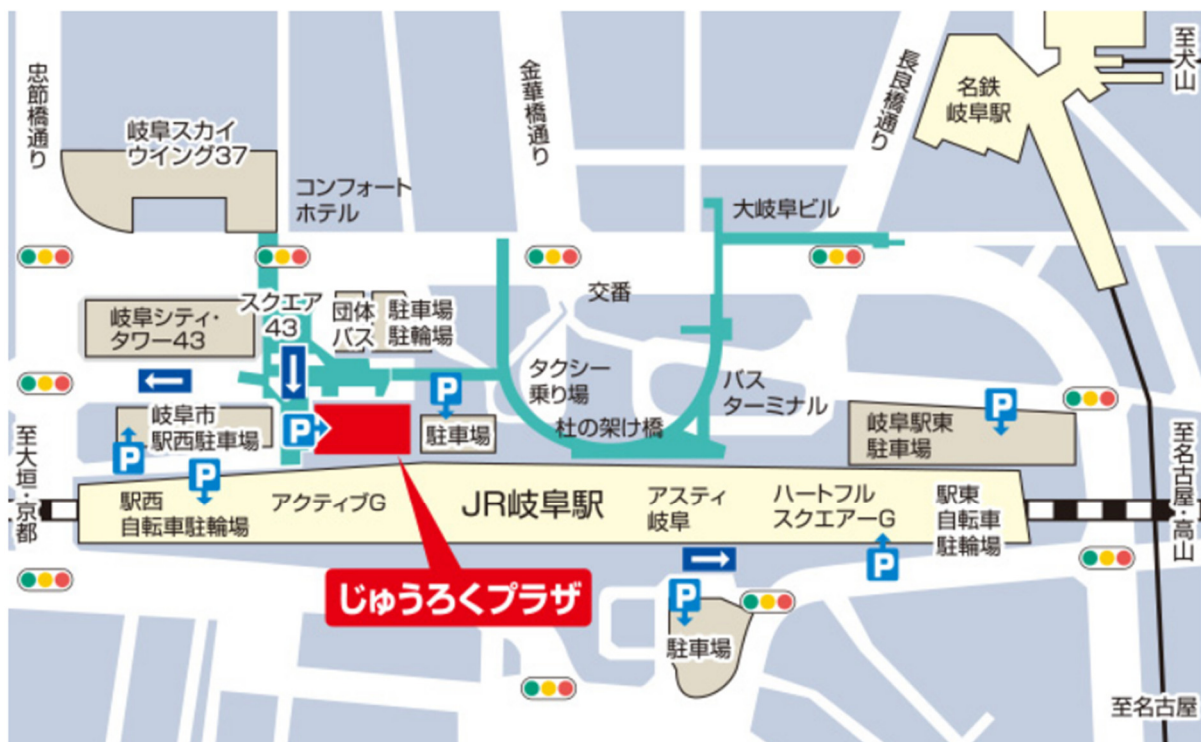 忠節橋通り
金華橋通り
長良橋通り
名鉄
岐阜駅
至犬山
岐阜スカイ
ウイング37
コンフォート
ホテル
大岐阜ビル
交番
スクエア
43
団体
バス
駐車場
駐輪場
岐阜シティ・
タワー43
タクシー
乗り場
バス
ターミナル
杜の架け橋
P
P
岐阜市
駅西駐車場
P
駐車場
岐阜駅東
駐車場
P
P
至大垣・京都
至名古屋・高山
駅西
自転車駐輪場
アクティブG
JR岐阜駅
アスティ
岐阜
ハートフル
スクエアーG
駅東
自転車
駐輪場
P
じゅうろくプラザ
P
駐車場
至名古屋